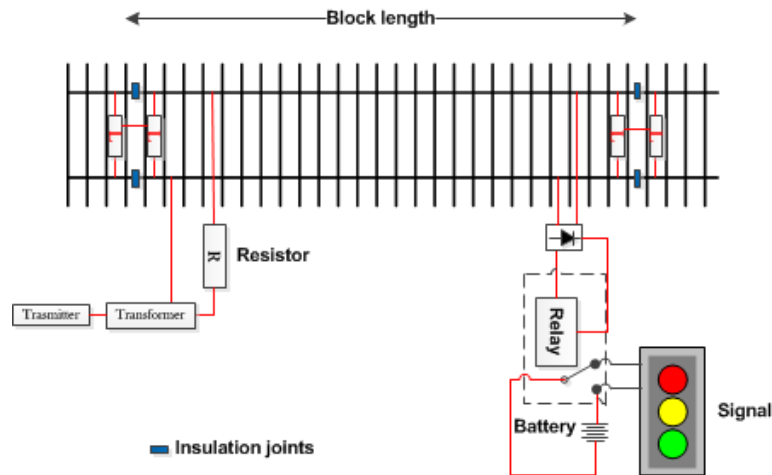 Block length
R
Resistor
Trasmitter
Transformer
Relay
Signal
Battery
Insulation joints